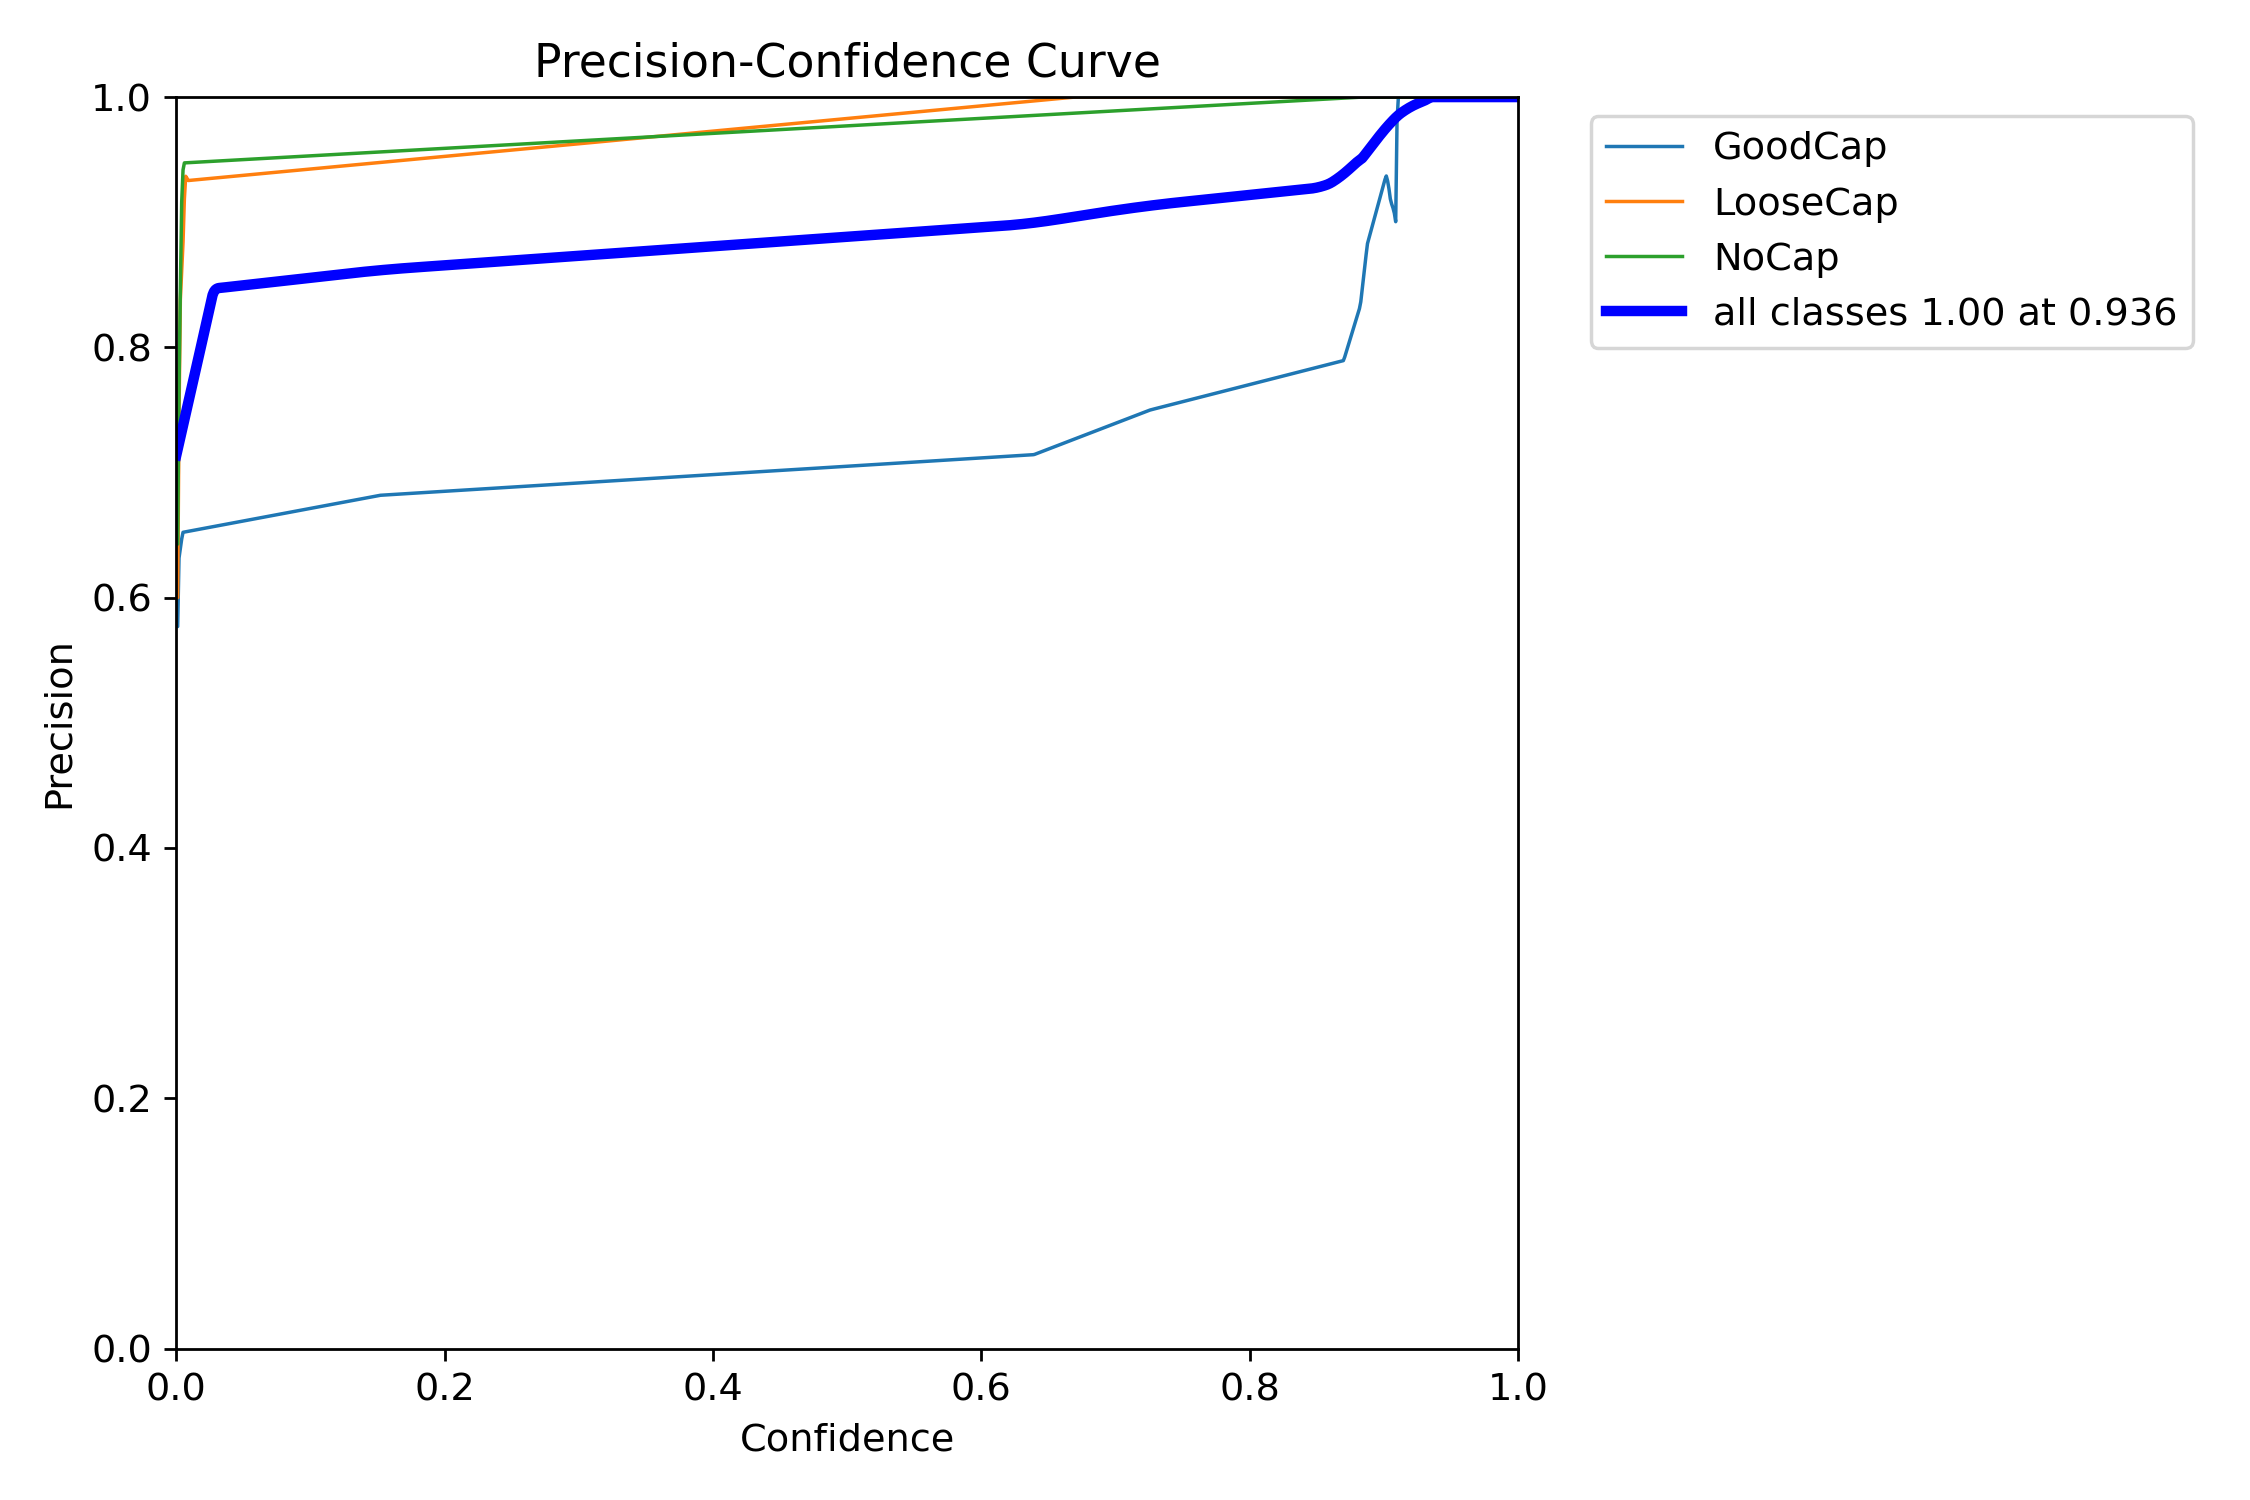 Precision-Confidence Curve
1.0
0.8
0.6
0.4
0.2
0.0
Precision
0.0 0.2 0.4 0.6 0.8 1.0
Confidence
GoodCap
LooseCap
NoCap
all classes 1.00 at 0.936